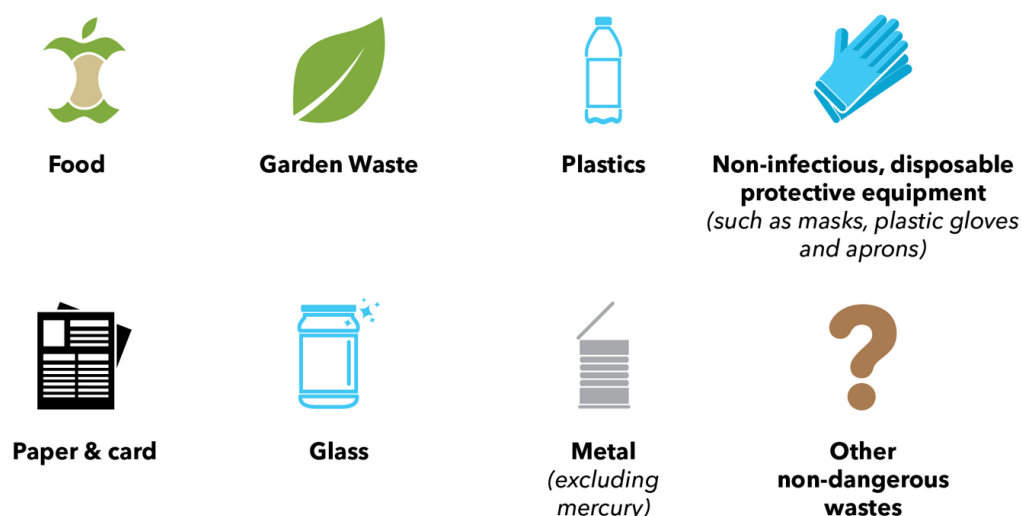 Food
Garden Waste
Plastics
Non-infectious, disposable
protective equipment
(such as masks, plastic gloves
and aprons)
Paper & card
Glass
Metal
(excluding
mercury)
Other
non-dangerous
wastes